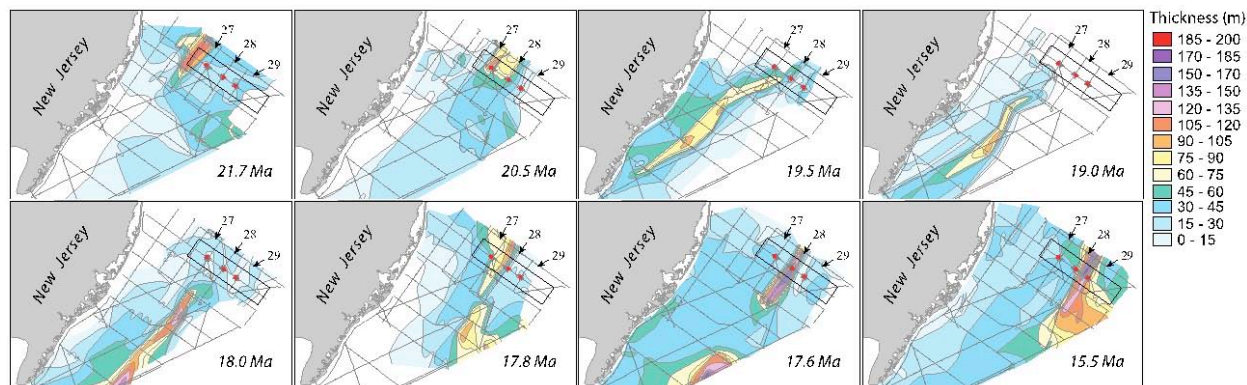 New Jersey
27
28
29
21.7 Ma
New Jersey
27
28
29
20.5 Ma
New Jersey
27
28
29
19.5 Ma
New Jersey
27
28
29
19.0 Ma
Thickness (m)
185 - 200
170 - 185
150 - 170
135 - 150
120 - 135
105 - 120
90 - 105
75 - 90
60 - 75
45 - 60
30 - 45
15 - 30
0 - 15
New Jersey
27
28
29
18.0 Ma
New Jersey
27
28
29
17.8 Ma
New Jersey
27
28
29
17.6 Ma
New Jersey
27
28
29
15.5 Ma